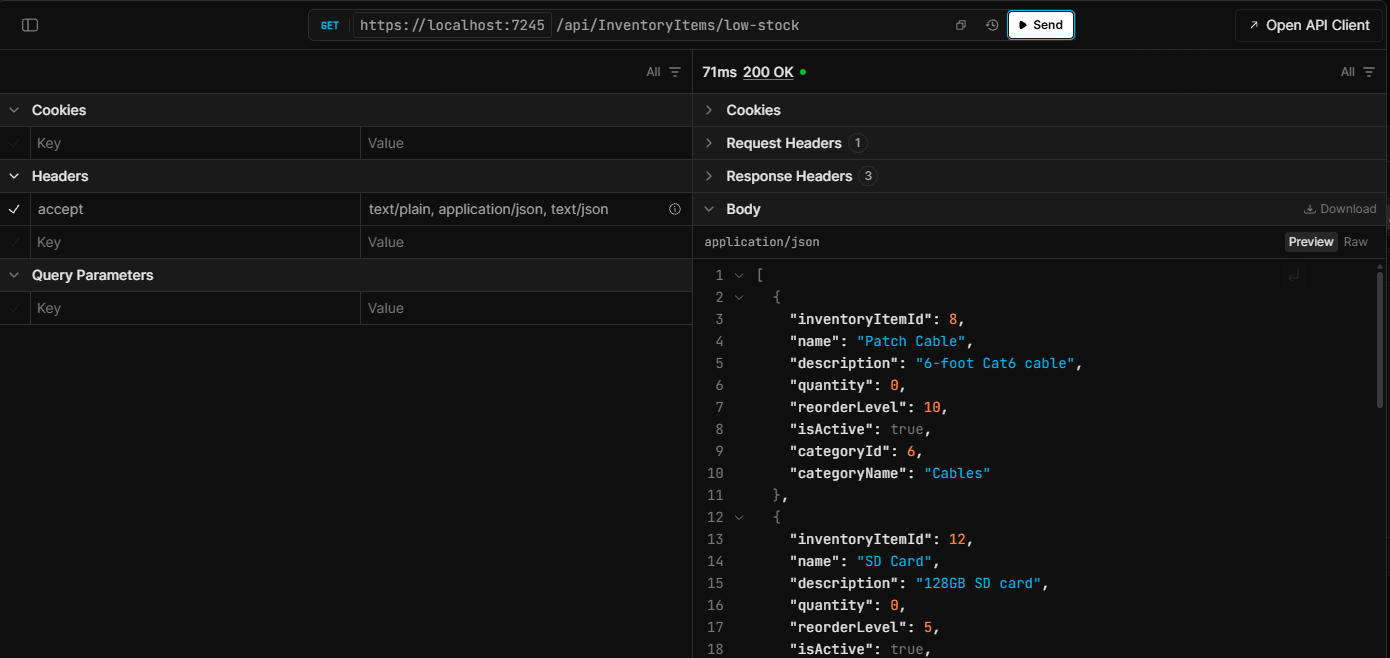 GET https://localhost:7245 /api/InventoryItems/low-stock Send Open API Client
All
Cookies
Key Value
Headers
accept text/plain, application/json, text/json
Key Value
Query Parameters
Key Value
71ms 200 OK All
Cookies
Request Headers 1
Response Headers 3
Body Download
application/json Preview Raw
1 [
2 {
3 "inventoryItemId": 8,
4 "name": "Patch Cable",
5 "description": "6-foot Cat6 cable",
6 "quantity": 0,
7 "reorderLevel": 10,
8 "isActive": true,
9 "categoryId": 6,
10 "categoryName": "Cables"
11 },
12 {
13 "inventoryItemId": 12,
14 "name": "SD Card",
15 "description": "128GB SD card",
16 "quantity": 0,
17 "reorderLevel": 5,
18 "isActive": true,